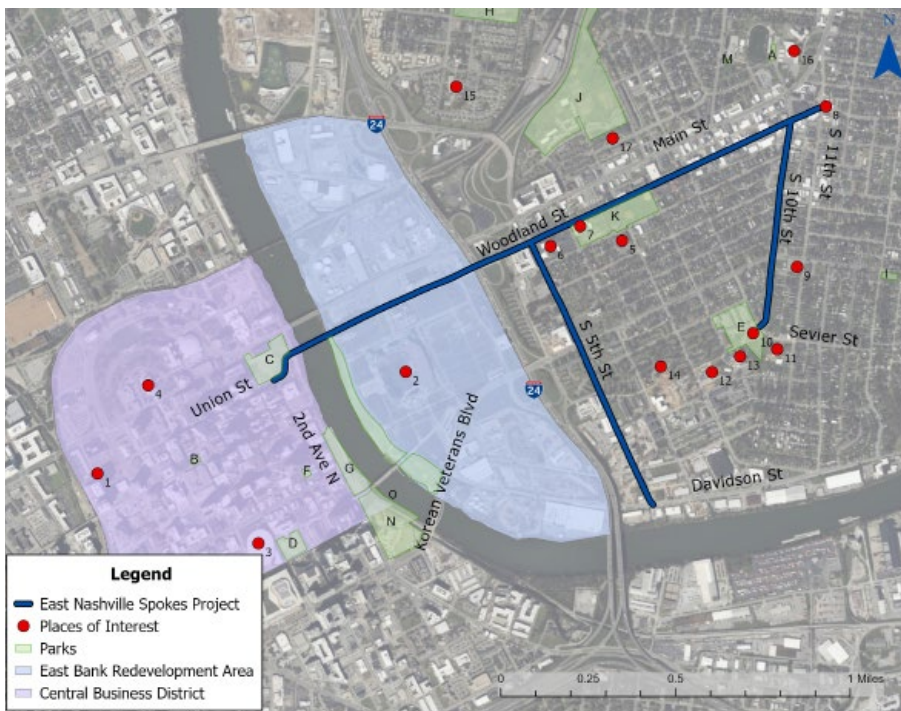 N
H
16
M
A
15
J
8
24
17
Main St
S 11th St
S 10th St
K
Woodland St
7
5
6
9
I
E
Sevier St
10
11
S 5th St
C
13
14
12
2
24
4
Union St
Korean Veterans Blvd
2nd Ave N
B
F
G
1
Davidson St
O
N
D
3
Legend
East Nashville Spokes Project
Places of Interest
Parks
East Bank Redevelopment Area
Central Business District
0 0.25 0.5 1 Miles